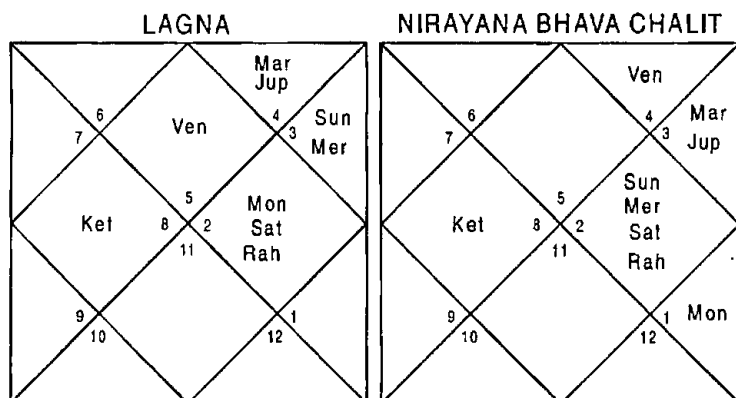 LAGNA
Mar
Jup
6
4
Sun
7
Ven
3
Mer
5
Mon
Ket
8
2
Sat
11
Rah
9
1
10
12
NIRAYANA BHAVA CHALIT
Ven
6
4
Mar
7
3
Jup
5
Sun
Mer
Ket
8
2
Sat
11
Rah
9
1
Mon
10
12